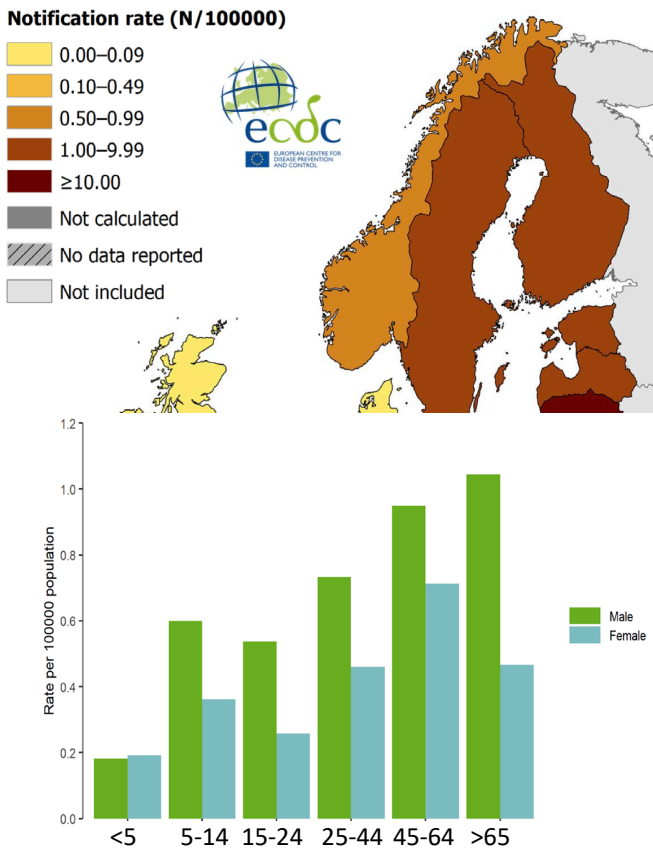 Notification rate (N/100000)
0.00–0.09
0.10–0.49
0.50–0.99
1.00–9.99
≥10.00
Not calculated
No data reported
Not included
ecdc
EUROPEAN CENTRE FOR
DISEASE PREVENTION
AND CONTROL
Rate per 100000 population
1.2
1.0
0.8
0.6
0.4
0.2
0.0
<5 5-14 15-24 25-44 45-64 >65
Male
Female